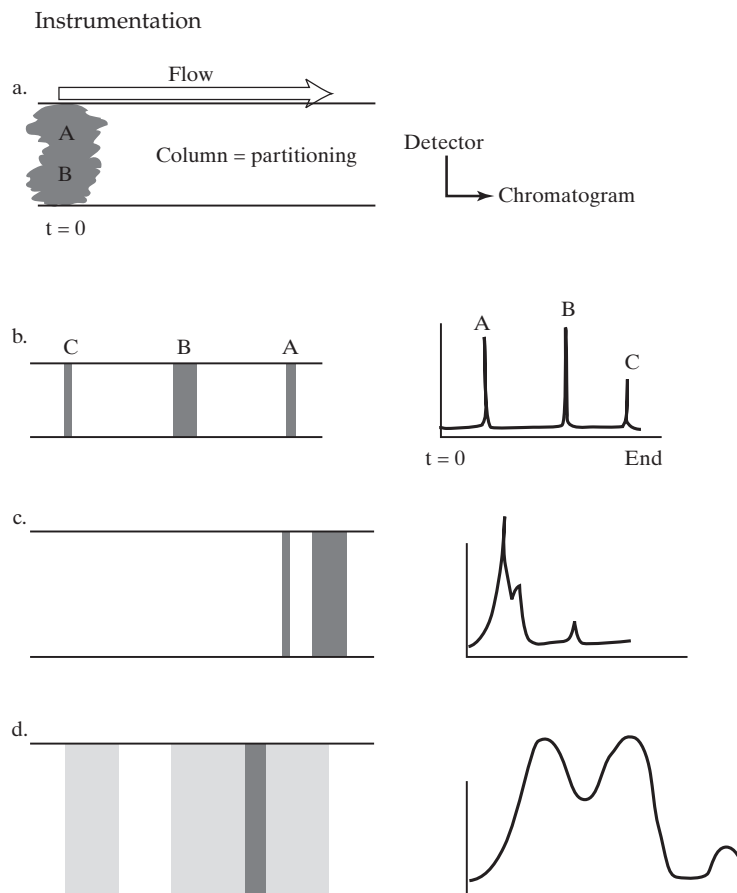 Instrumentation
a.
Flow
A
B
Column = partitioning
t = 0
Detector
Chromatogram
b.
C B A
A
B
C
t = 0 End
c.
d.